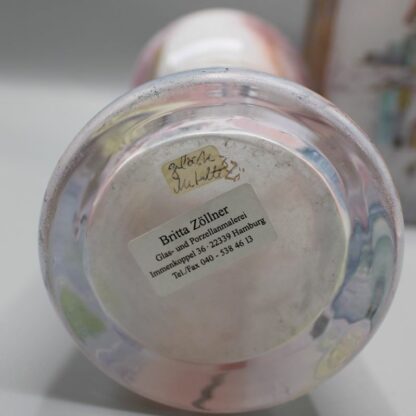 Britta Zöllner
Glas- und Porzellanmalerei
Immenkoppel 36 · 22339 Hamburg
Tel./Fax 040 - 538 46 13